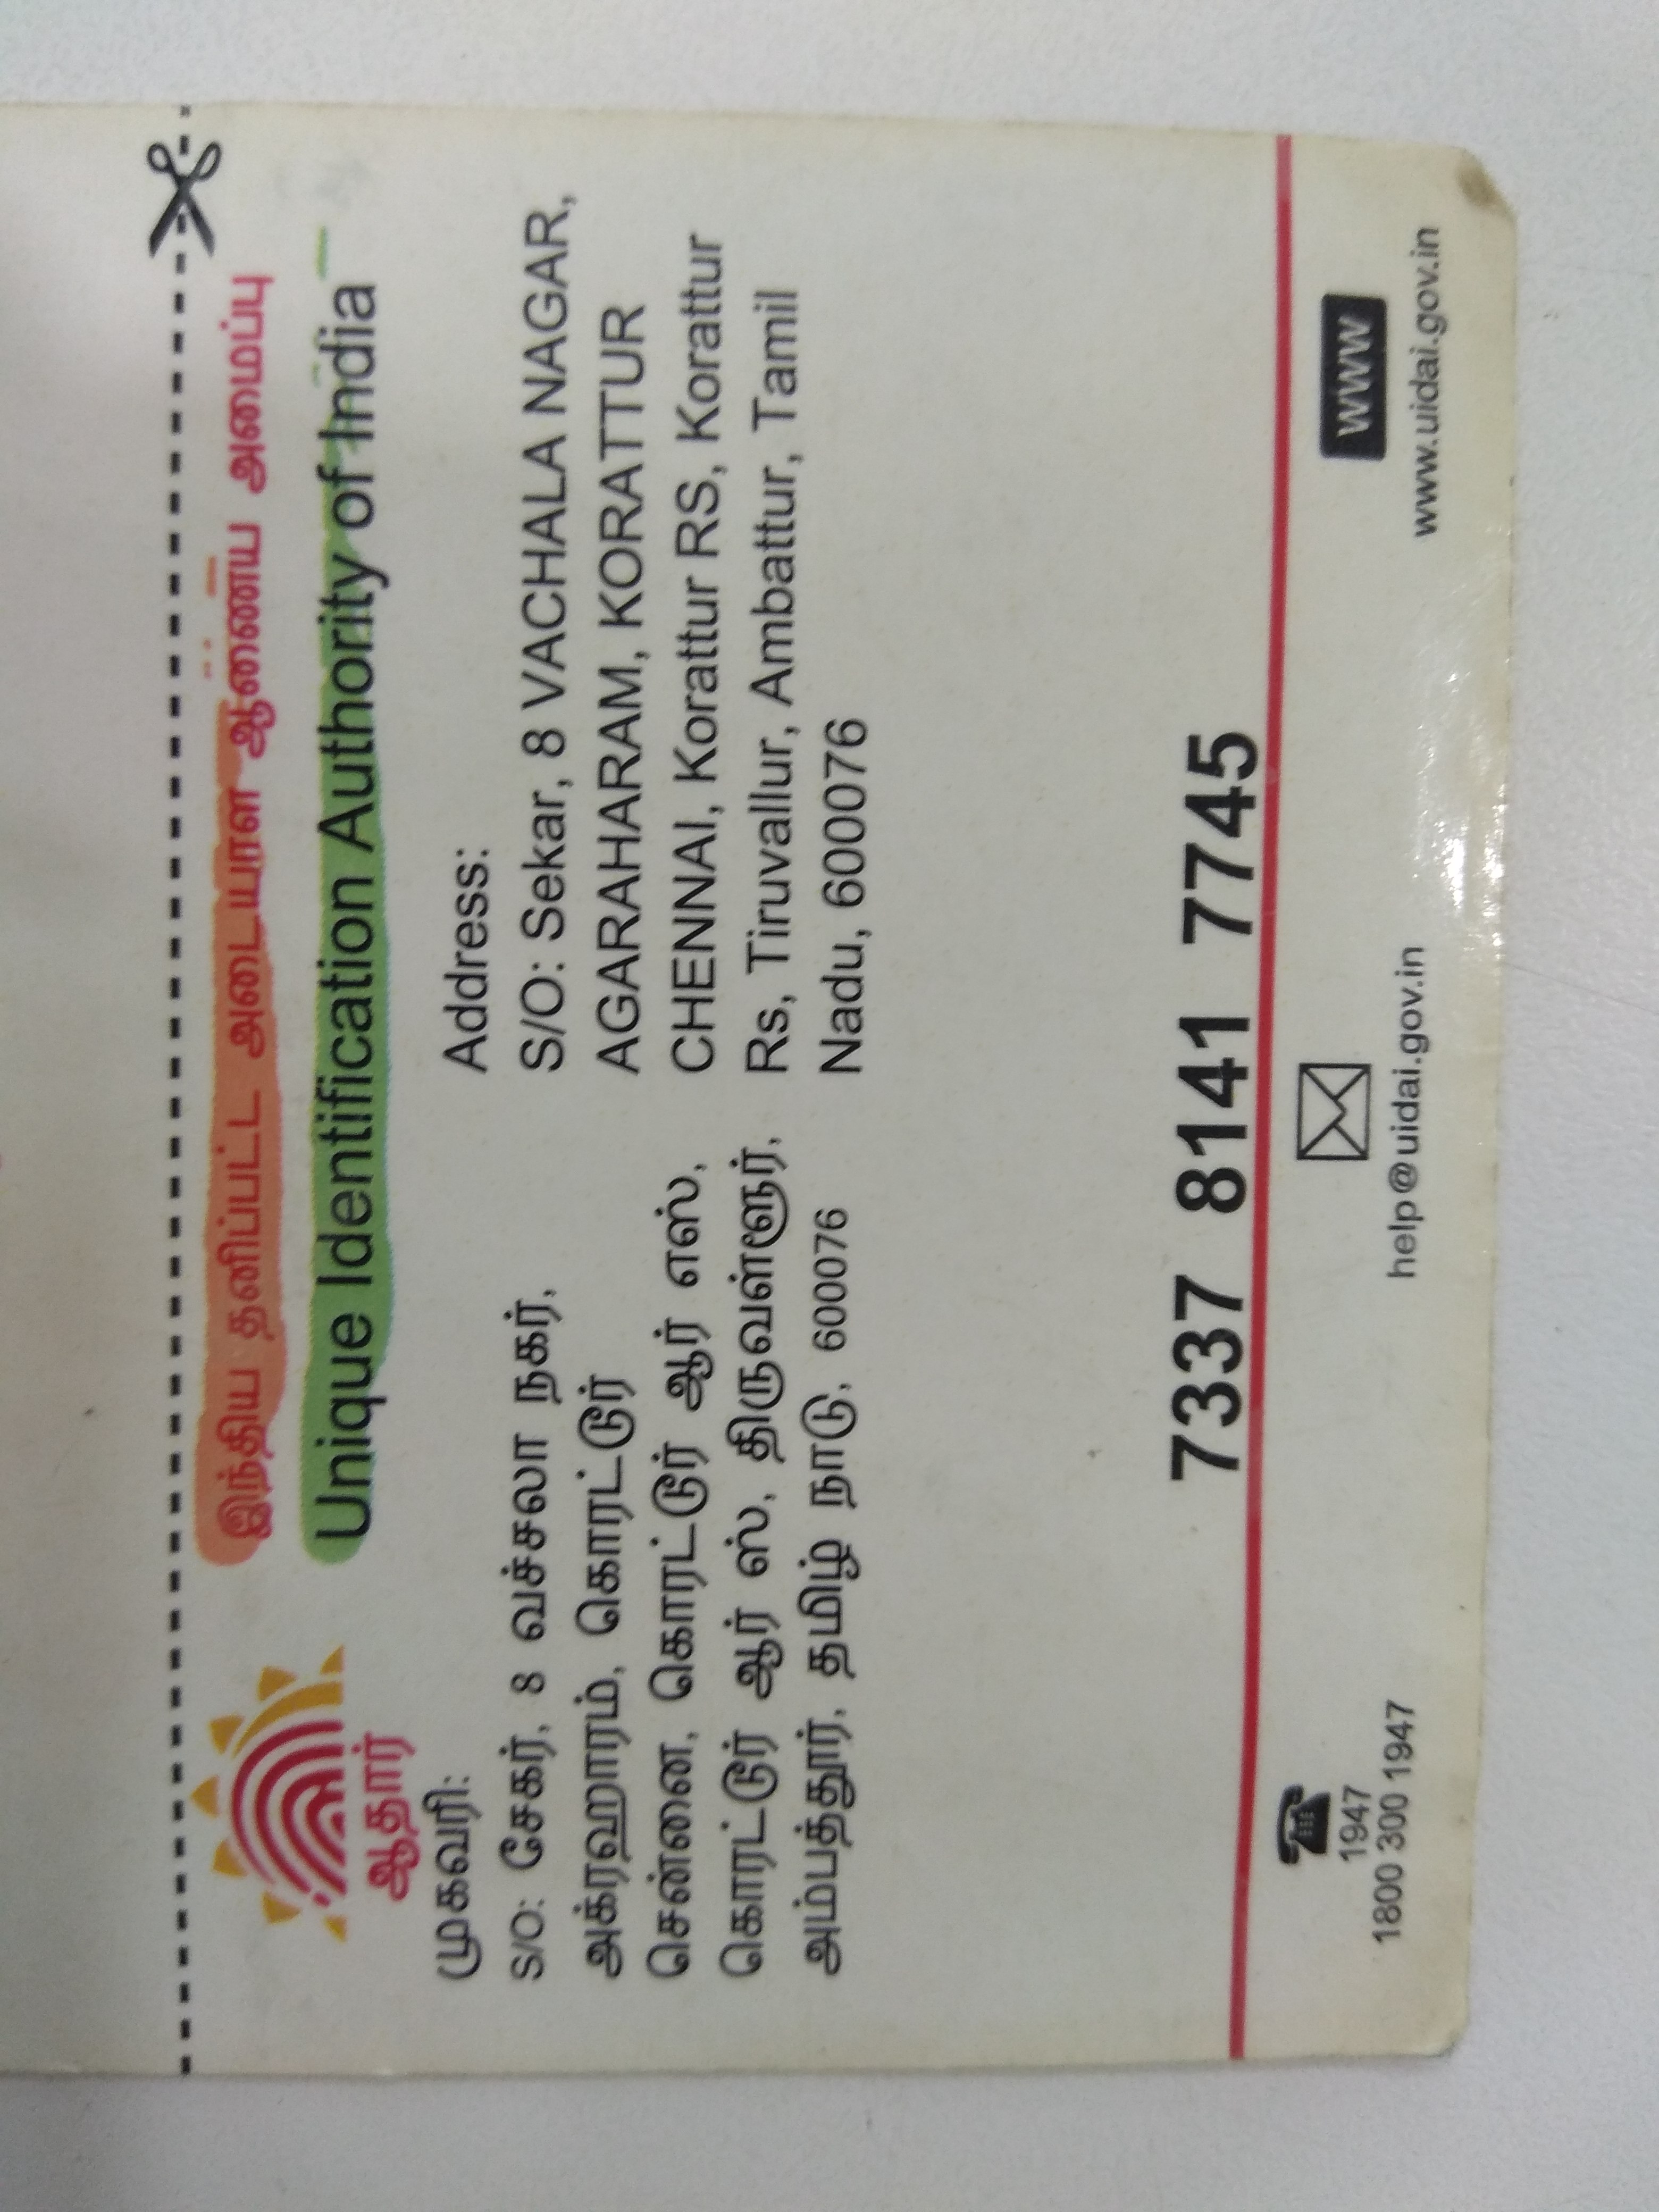 இந்திய தனிப்பட்ட அடையாள ஆணைய அமைப்பு
Unique Identification Authority of India
ஆதார்
முகவரி:
S/O: சேகர், 8 வச்சலா நகர்,
அக்ரஹாரம், கொரட்டூர்
சென்னை, கொரட்டூர் ஆர் எஸ்,
கொரட்டூர் ஆர் ஸ், திருவள்ளூர்,
அம்பத்தூர், தமிழ் நாடு, 600076
Address:
S/O: Sekar, 8 VACHALA NAGAR,
AGARAHARAM, KORATTUR
CHENNAI, Korattur RS, Korattur
Rs, Tiruvallur, Ambattur, Tamil
Nadu, 600076
7737 8141 7745
1947
1800 300 1947
help@uidai.gov.in
WWW
www.uidai.gov.in